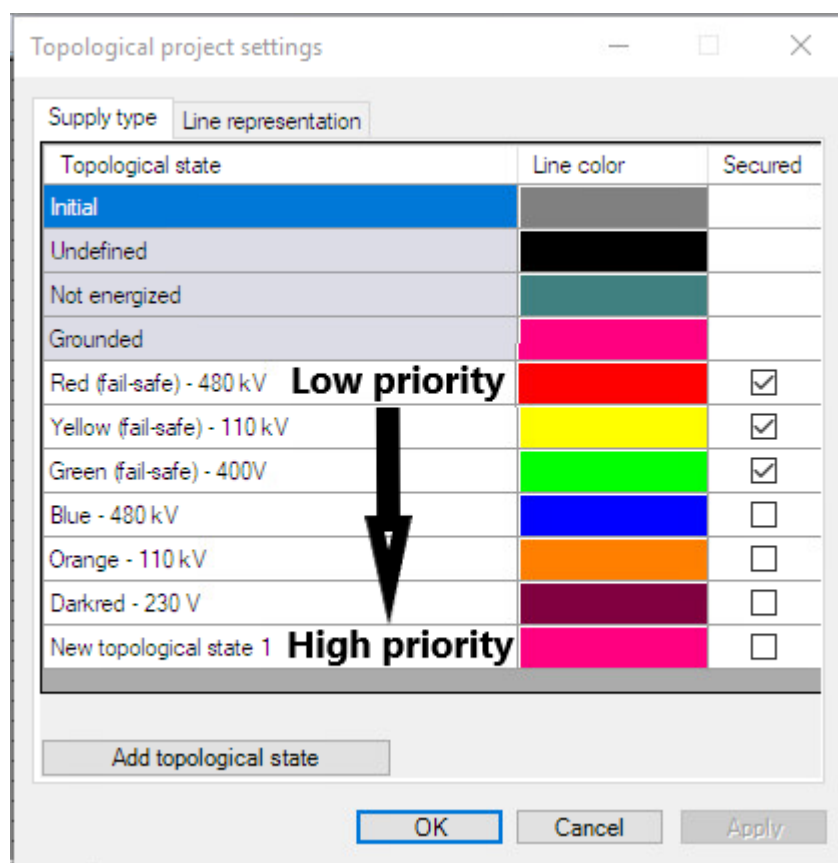 Topological project settings
Supply type Line representation
Topological state Line color Secured
Initial
Undefined
Not energized
Grounded
Red (fail-safe) - 480 kV Low priority
Yellow (fail-safe) - 110 kV
Green (fail-safe) - 400V
Blue - 480 kV
Orange - 110 kV
Darkred - 230 V
New topological state 1 High priority
Add topological state
OK Cancel Apply